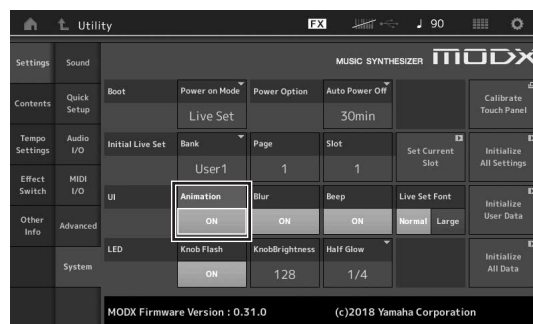 Utility FX 90
Settings Sound MUSIC SYNTHESIZER MODX
Boot Power on Mode Power Option Auto Power Off
Live Set 30min
Contents Quick Setup Calibrate Touch Panel
Tempo Settings Audio I/O Initial Live Set Bank Page Slot Set Current Slot Initialize All Settings
User1 1 1
Effect Switch MIDI I/O UI Animation Blur Beep Live Set Font Initialize User Data
ON ON ON Normal Large
Other Info Advanced
LED Knob Flash KnobBrightness Half Glow Initialize All Data
System ON 128 1/4
MODX Firmware Version : 0.31.0 (c)2018 Yamaha Corporation